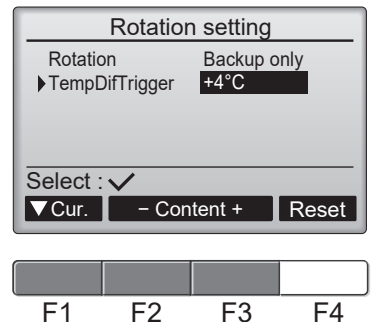 Rotation setting
Rotation Backup only
TempDifTrigger +4°C
Select :
Cur. − Content + Reset
F1 F2 F3 F4